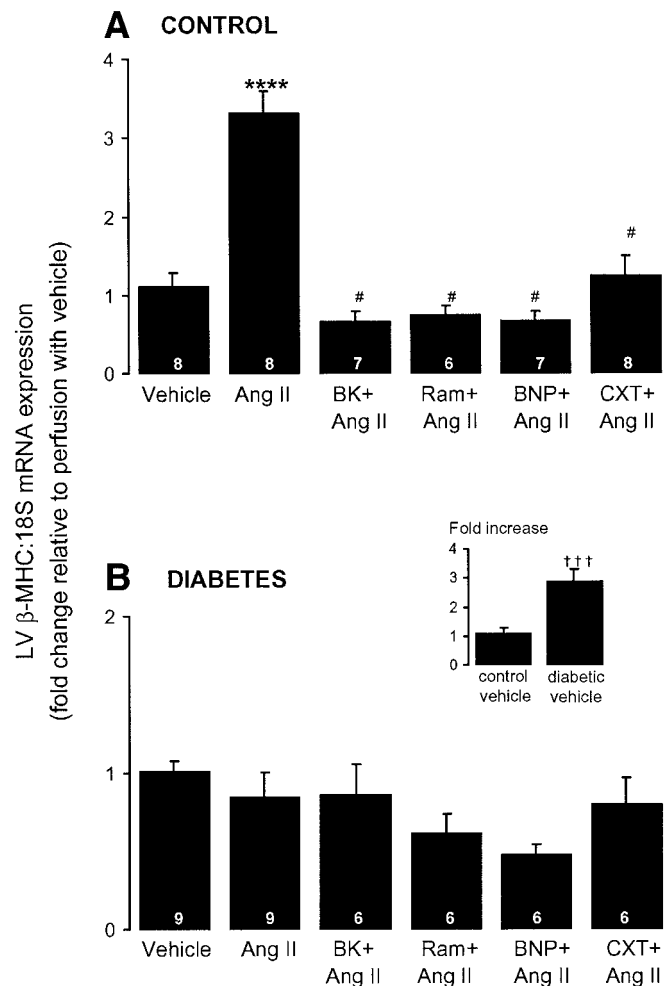 A CONTROL
LV β-MHC:18S mRNA expression
(fold change relative to perfusion with vehicle)
4
3
2
1
0
****
#
#
#
#
8
8
7
6
7
8
Vehicle
Ang II
BK+
Ang II
Ram+
Ang II
BNP+
Ang II
CXT+
Ang II
B DIABETES
Fold increase
4
3
2
1
0
†††
control
vehicle
diabetic
vehicle
2
1
0
9
9
6
6
6
6
Vehicle
Ang II
BK+
Ang II
Ram+
Ang II
BNP+
Ang II
CXT+
Ang II